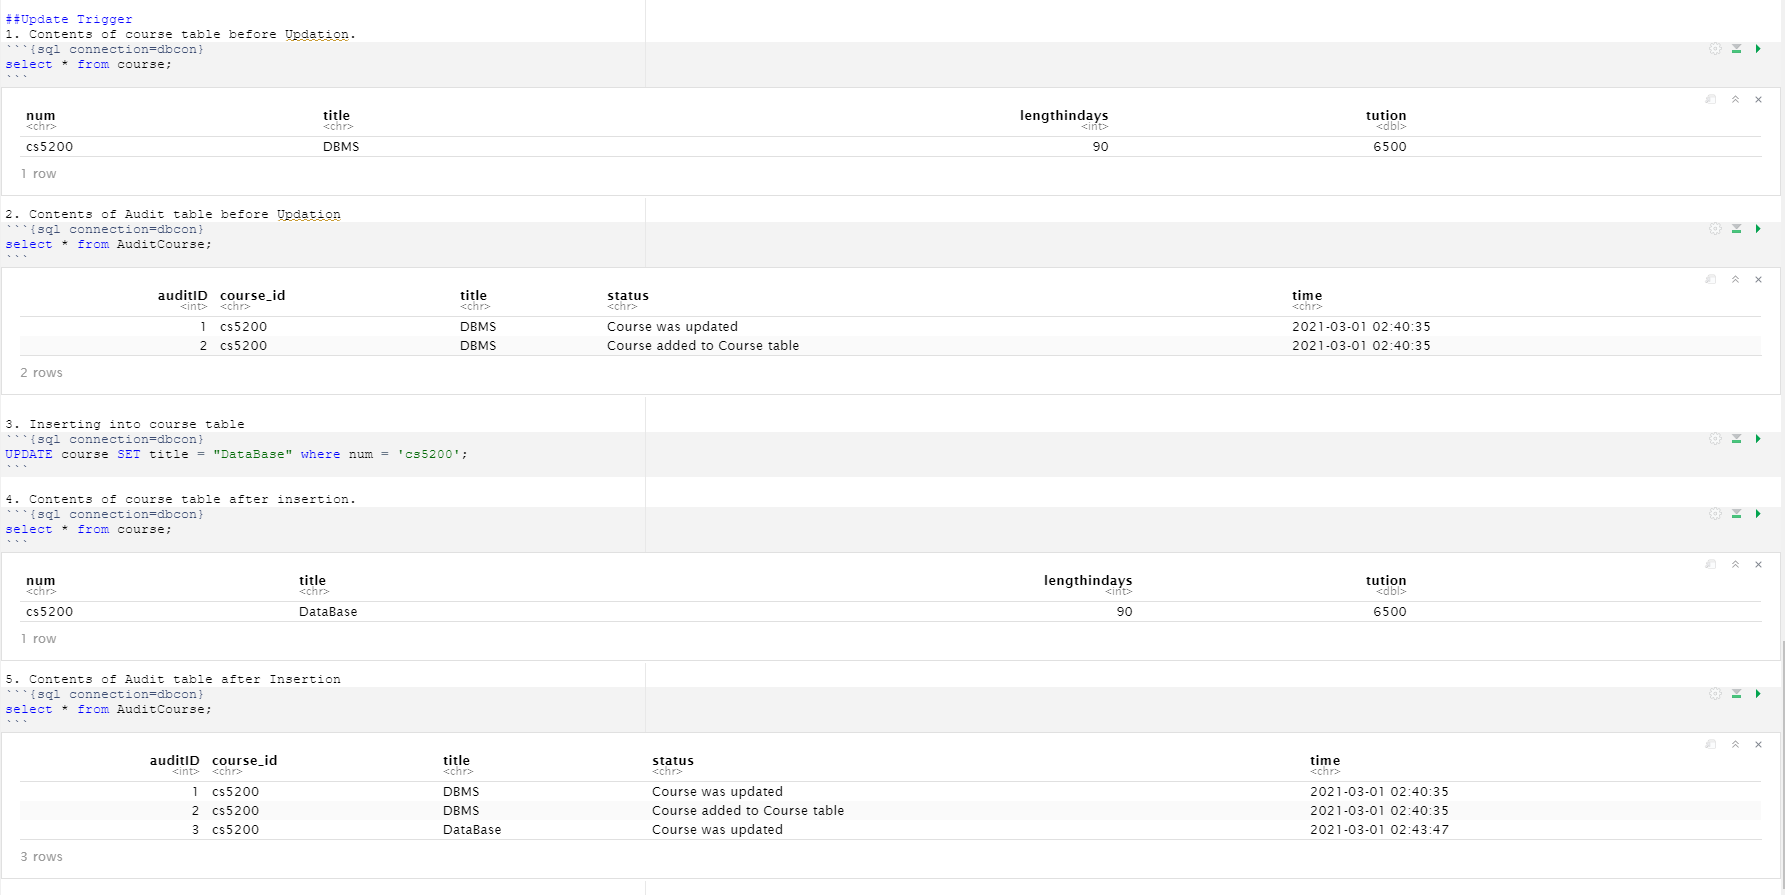 ##Update Trigger
1. Contents of course table before Updation.
```{sql connection=dbcon}
select * from course;
```
num title lengthindays tution
<chr> <chr> <int> <dbl>
cs5200 DBMS 90 6500
1 row
2. Contents of Audit table before Updation
```{sql connection=dbcon}
select * from AuditCourse;
```
auditID course_id title status time
<int> <chr> <chr> <chr> <chr>
1 cs5200 DBMS Course was updated 2021-03-01 02:40:35
2 cs5200 DBMS Course added to Course table 2021-03-01 02:40:35
2 rows
3. Inserting into course table
```{sql connection=dbcon}
UPDATE course SET title = "DataBase" where num = 'cs5200';
```
4. Contents of course table after insertion.
```{sql connection=dbcon}
select * from course;
```
num title lengthindays tution
<chr> <chr> <int> <dbl>
cs5200 DataBase 90 6500
1 row
5. Contents of Audit table after Insertion
```{sql connection=dbcon}
select * from AuditCourse;
```
auditID course_id title status time
<int> <chr> <chr> <chr> <chr>
1 cs5200 DBMS Course was updated 2021-03-01 02:40:35
2 cs5200 DBMS Course added to Course table 2021-03-01 02:40:35
3 cs5200 DataBase Course was updated 2021-03-01 02:43:47
3 rows